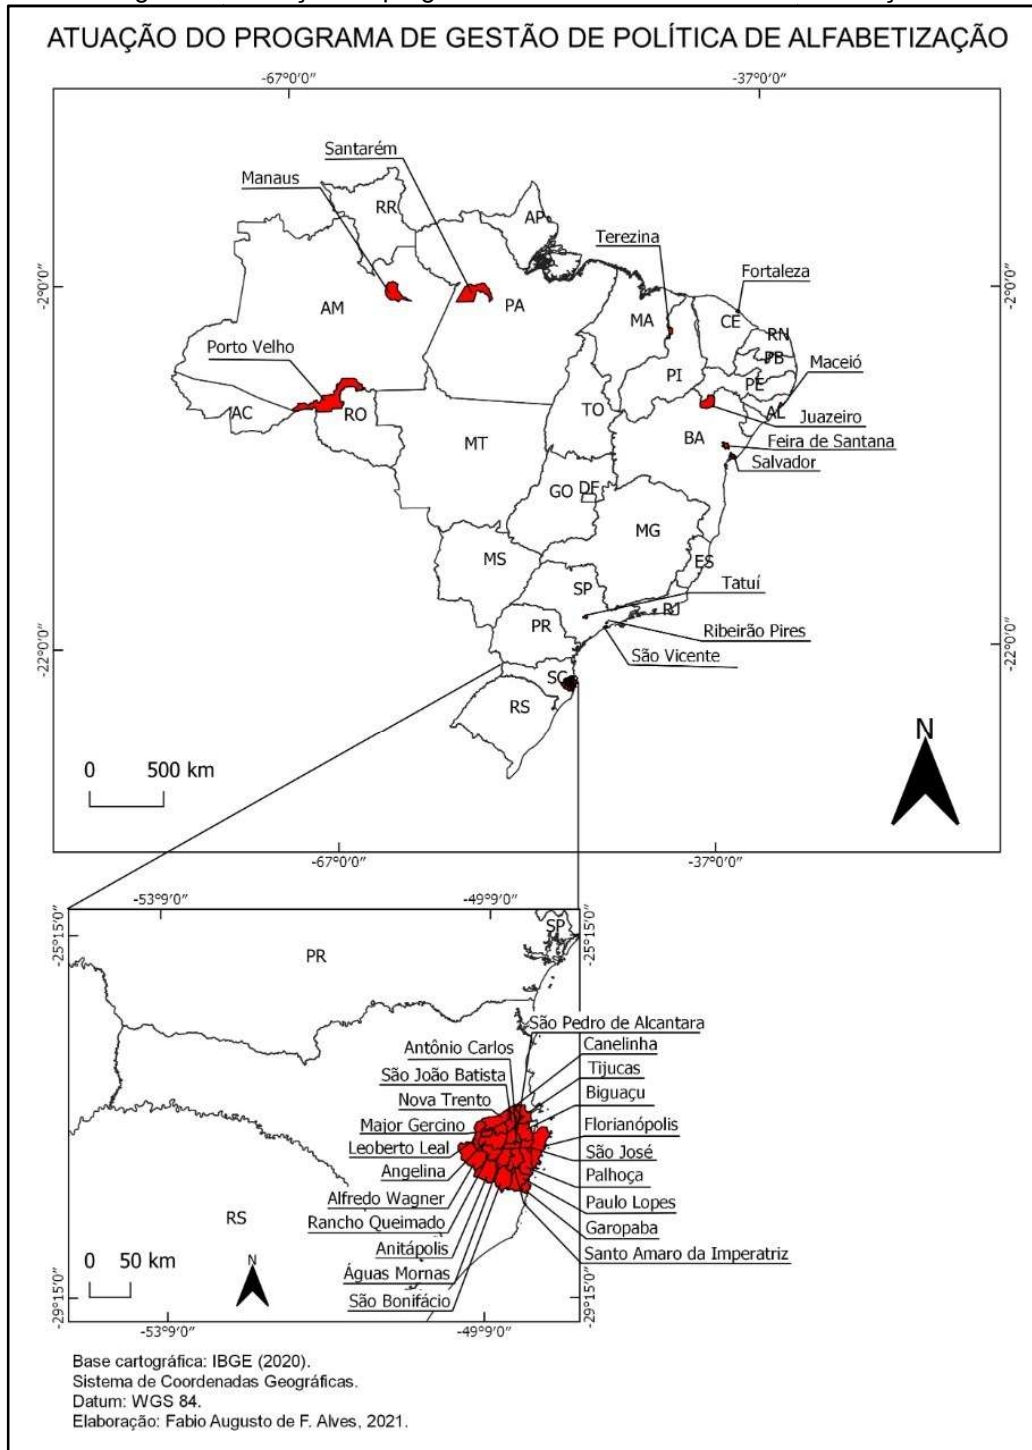 ATUAÇÃO DO PROGRAMA DE GESTÃO DE POLÍTICA DE ALFABETIZAÇÃO
-67°0'0"
-37°0'0"
Santarém
Manaus
RR
AP
Terezina
Fortaleza
-2°0'0"
-2°0'0"
AM
PA
MA
CE
RN
Porto Velho
PB
Maceió
PI
PE
AC
RO
TO
AL
Juazeiro
MT
BA
Feira de Santana
Salvador
GO
DF
MG
MS
ES
SP
Tatuí
RJ
PR
Ribeirão Pires
-22°0'0"
-22°0'0"
São Vicente
SC
RS
N
0 500 km
-67°0'0"
-37°0'0"
-53°9'0"
-49°9'0"
-25°15'0"
-25°15'0"
SP
PR
São Pedro de Alcantara
Antônio Carlos
Canelinha
São João Batista
Tijucas
Nova Trento
Biguaçu
Major Gercino
Florianópolis
Leoberto Leal
São José
Angelina
Palhoça
Alfredo Wagner
Paulo Lopes
Rancho Queimado
Garopaba
RS
Anitápolis
Santo Amaro da Imperatriz
0 50 km
N
Águas Mornas
São Bonifácio
-29°15'0"
-29°15'0"
-53°9'0"
-49°9'0"
Base cartográfica: IBGE (2020).
Sistema de Coordenadas Geográficas.
Datum: WGS 84.
Elaboração: Fabio Augusto de F. Alves, 2021.